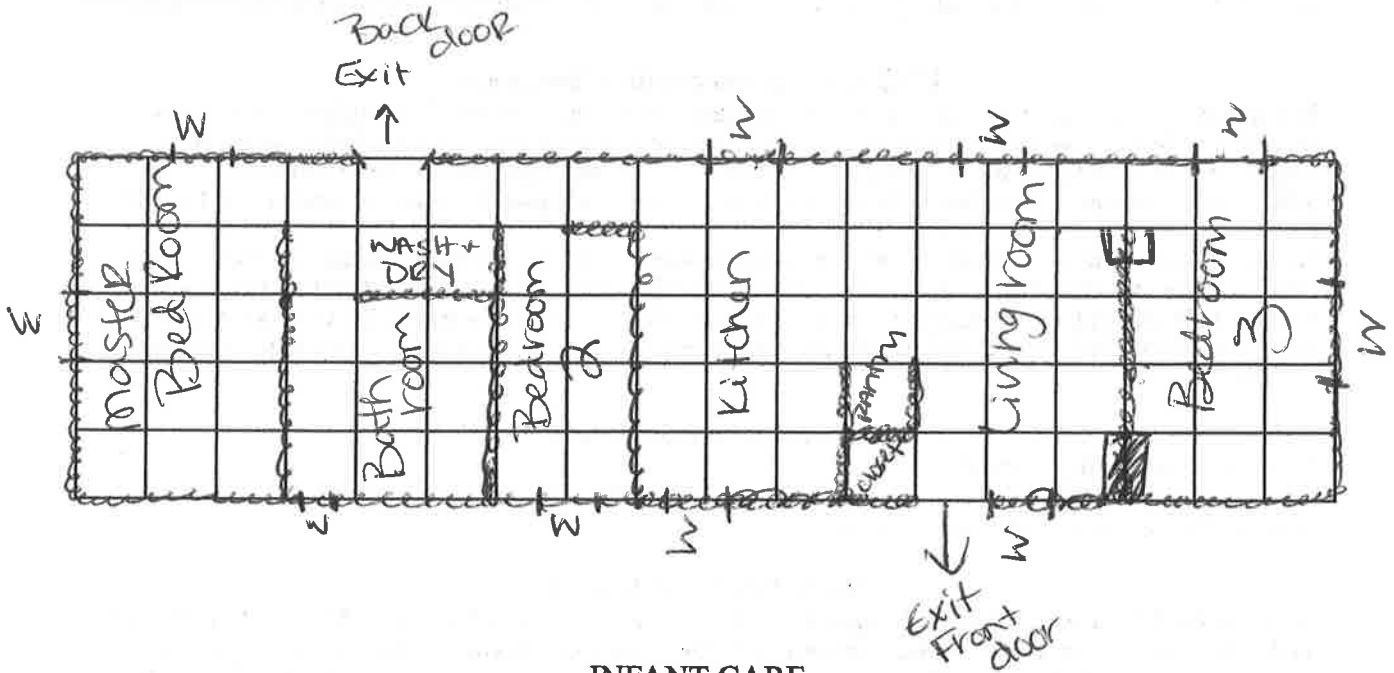 Back
door
Exit
W
W
W
W
MASTER
Bed Room
WASH +
DRY
Bath
room
Bedroom
2
Kitchen
PANTRY
closet
Living room
Bedroom
3
W
W
W
W
W
W
Exit
Front
door
INFANT CARE